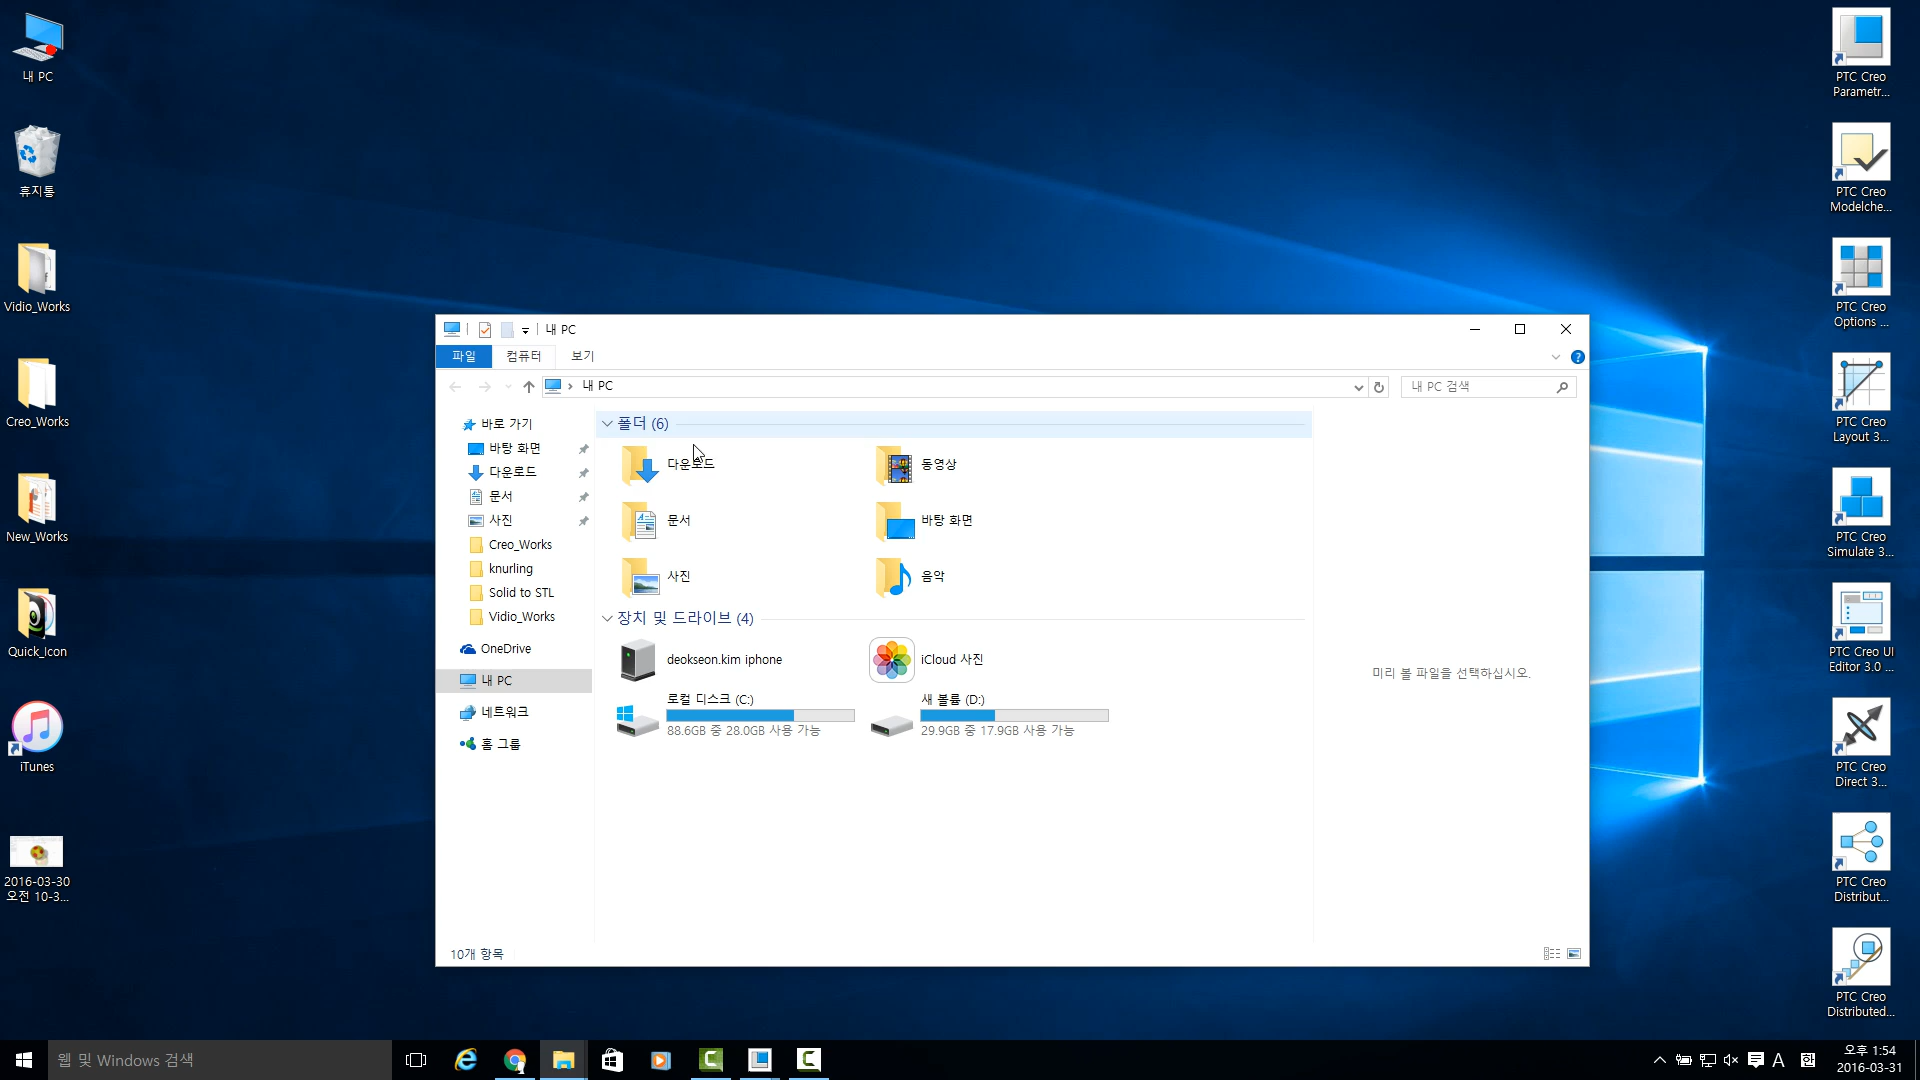 내 PC
휴지통
Vidio_Works
Creo_Works
New_Works
Quick_Icon
iTunes
2016-03-30
오전 10-3...
내 PC
파일
컴퓨터
보기
내 PC
내 PC 검색
바로 가기
바탕 화면
다운로드
문서
사진
Creo_Works
knurling
Solid to STL
Vidio_Works
OneDrive
내 PC
네트워크
홈 그룹
폴더 (6)
다운로드
동영상
문서
바탕 화면
사진
음악
장치 및 드라이브 (4)
deokseon.kim iphone
iCloud 사진
로컬 디스크 (C:)
88.6GB 중 28.0GB 사용 가능
새 볼륨 (D:)
29.9GB 중 17.9GB 사용 가능
미리 볼 파일을 선택하십시오.
10개 항목
PTC Creo
Parametr...
PTC Creo
Modelche...
PTC Creo
Options ...
PTC Creo
Layout 3...
PTC Creo
Simulate 3...
PTC Creo UI
Editor 3.0 ...
PTC Creo
Direct 3...
PTC Creo
Distribut...
PTC Creo
Distributed...
웹 및 Windows 검색
A
한
오후 1:54
2016-03-31